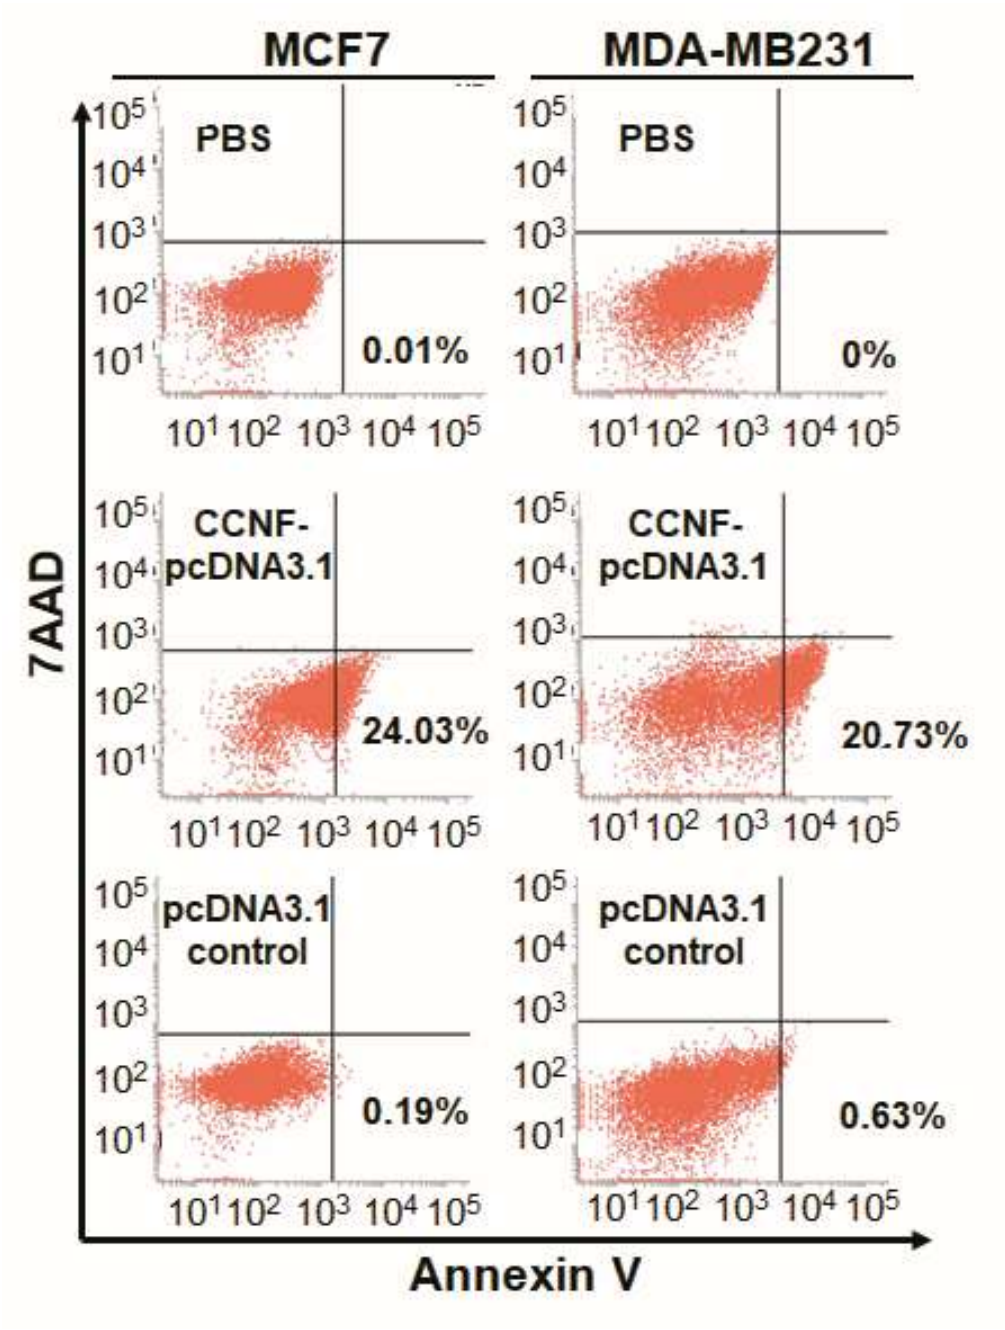 MCF7
MDA-MB231
10⁵
10⁴
10³
10²
10¹
PBS
0.01%
10¹ 10² 10³ 10⁴ 10⁵
10⁵
10⁴
10³
10²
10¹
PBS
0%
10¹ 10² 10³ 10⁴ 10⁵
7AAD
10⁵
10⁴
10³
10²
10¹
CCNF-
pcDNA3.1
24.03%
10¹ 10² 10³ 10⁴ 10⁵
10⁵
10⁴
10³
10²
10¹
CCNF-
pcDNA3.1
20.73%
10¹ 10² 10³ 10⁴ 10⁵
10⁵
10⁴
10³
10²
10¹
pcDNA3.1
control
0.19%
10¹ 10² 10³ 10⁴ 10⁵
10⁵
10⁴
10³
10²
10¹
pcDNA3.1
control
0.63%
10¹ 10² 10³ 10⁴ 10⁵
Annexin V